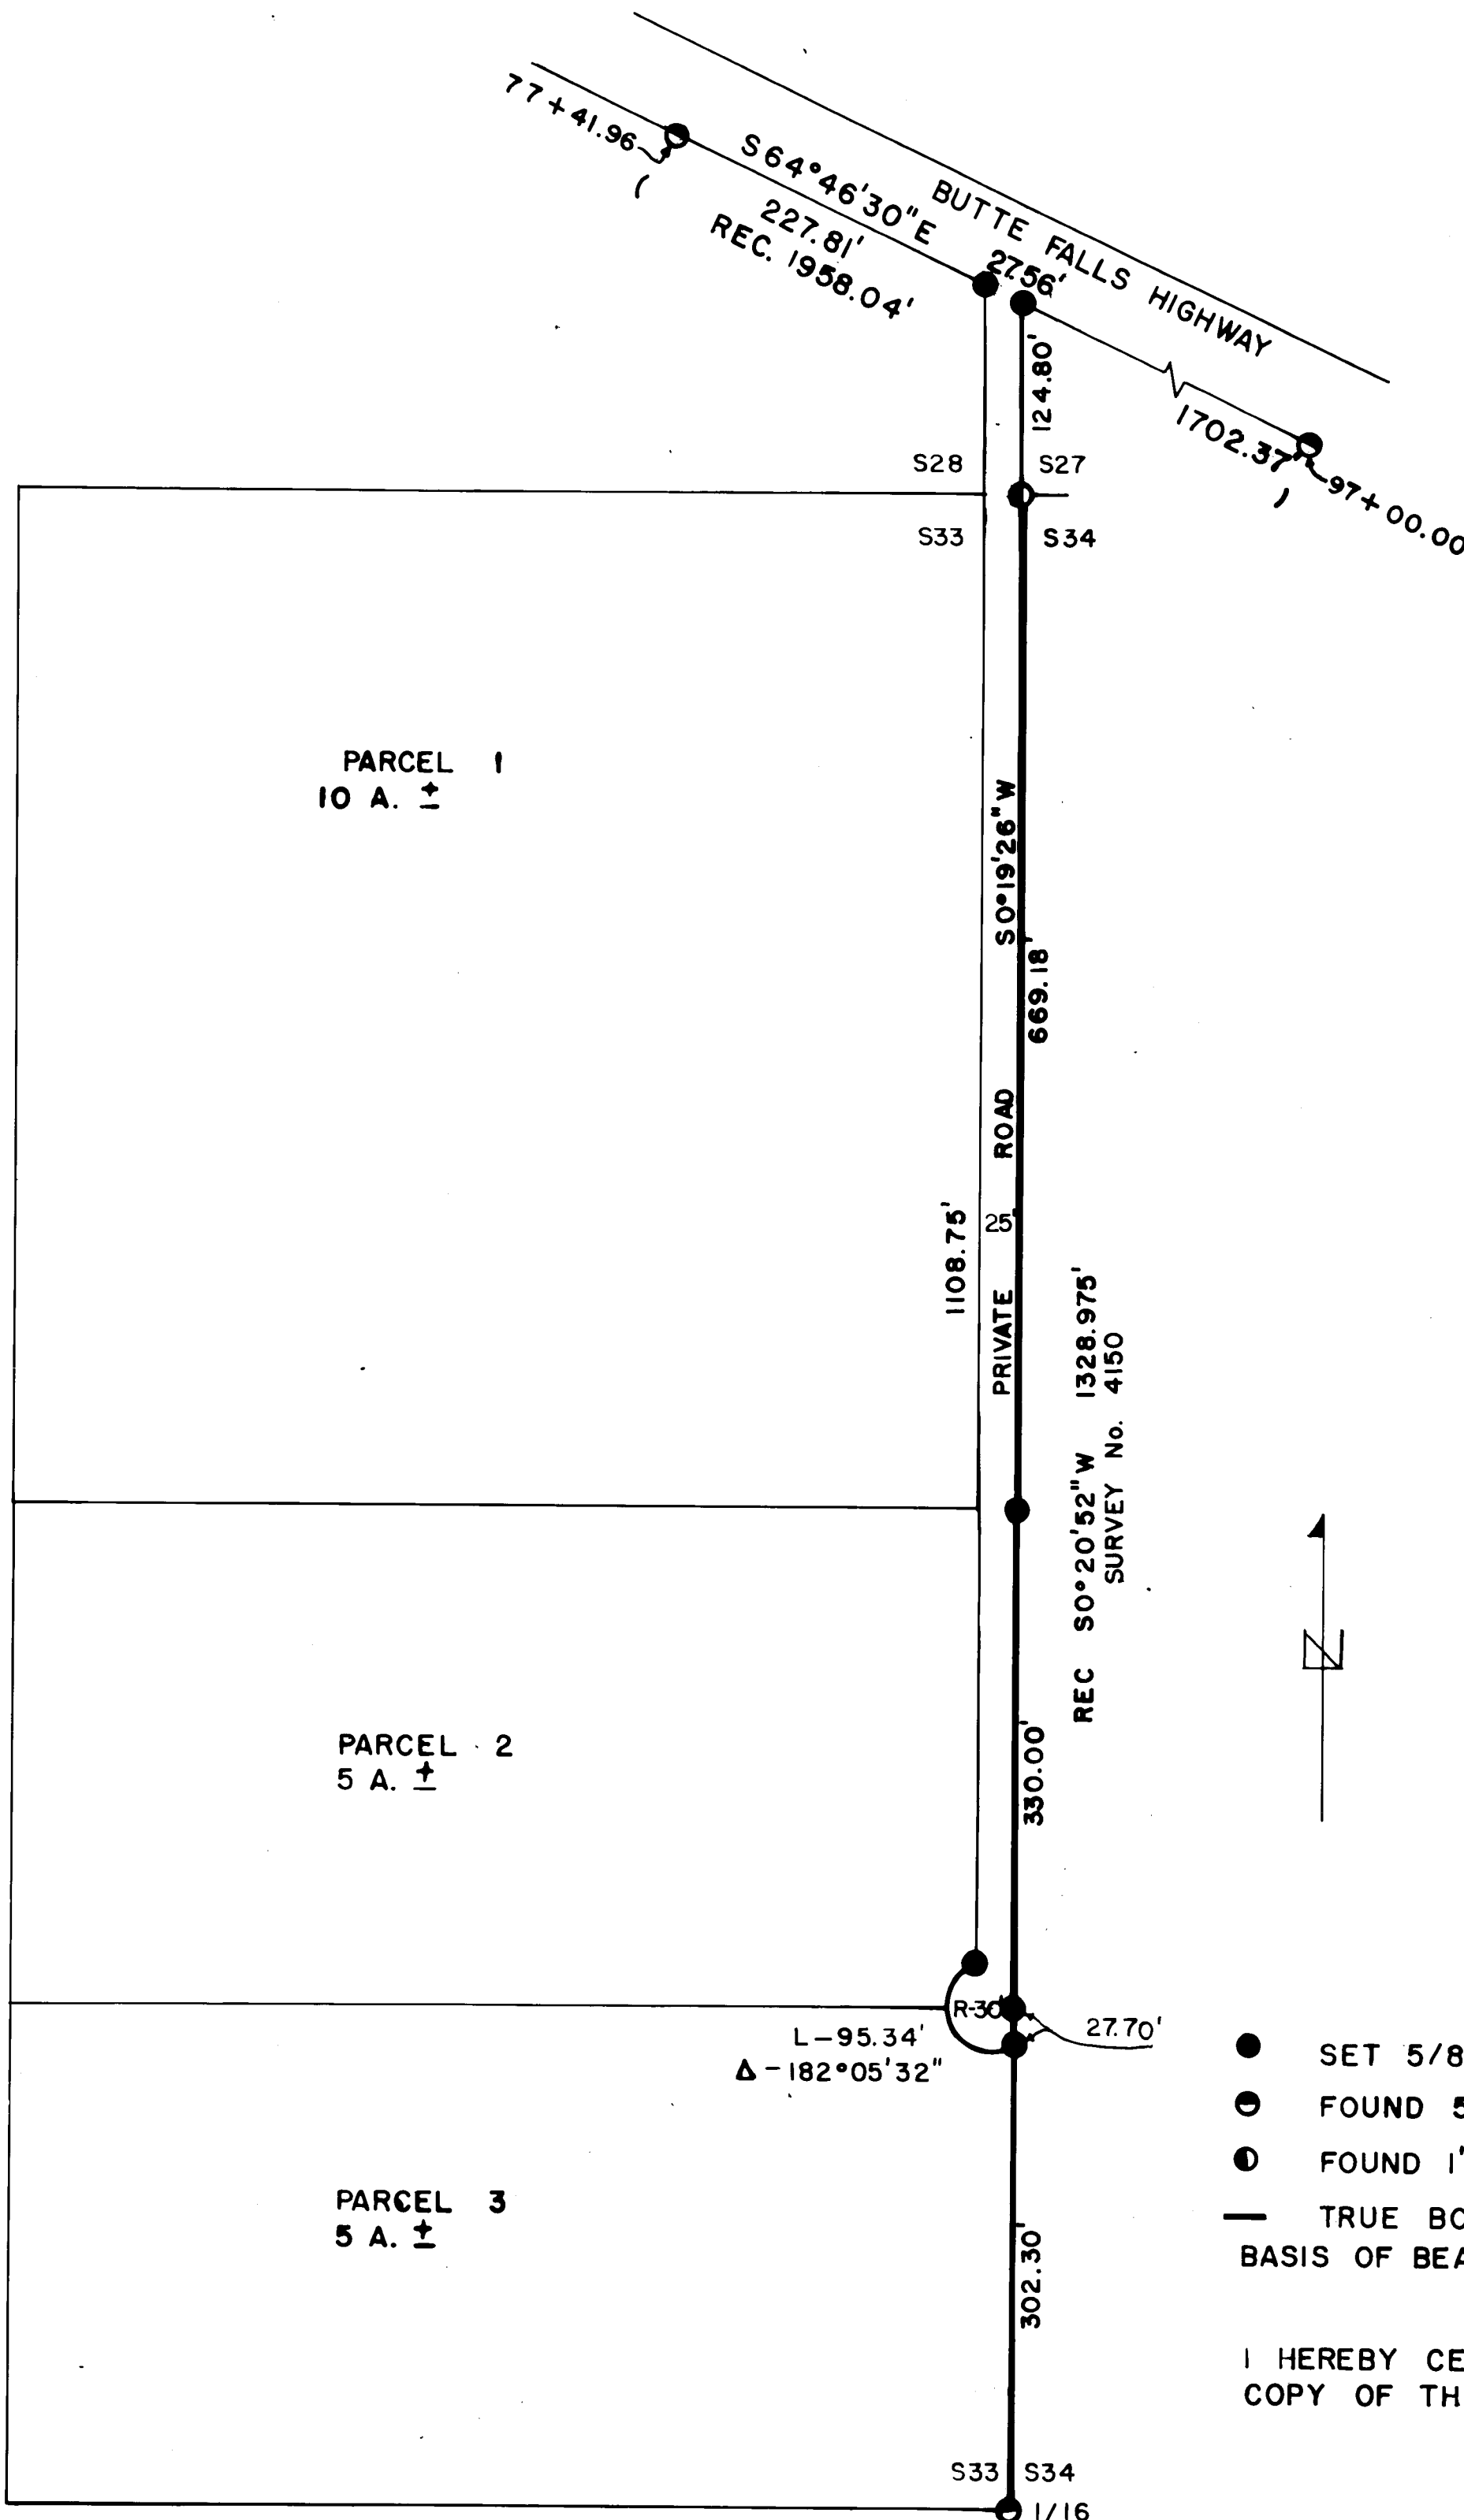 77+41.96
S64°46'30"E
227.81'
REC. 1958.04'
(
BUTTE FALLS HIGHWAY
27.56'
124.80'
1702.37'
)
97+00.00
S28
S27
S33
S34
PARCEL 1
10 A. ±
S0°19'26"W
669.18'
PRIVATE ROAD
25'
1108.75'
REC S0°20'52"W 1328.975'
SURVEY No. 4150
N
PARCEL 2
5 A. ±
330.00'
R-30'
27.70'
L-95.34'
Δ-182°05'32"
PARCEL 3
5 A. ±
302.30'
S33
S34
1/16
SET 5/8
FOUND 5
FOUND 1"
TRUE BO
BASIS OF BEA
I HEREBY CE
COPY OF TH